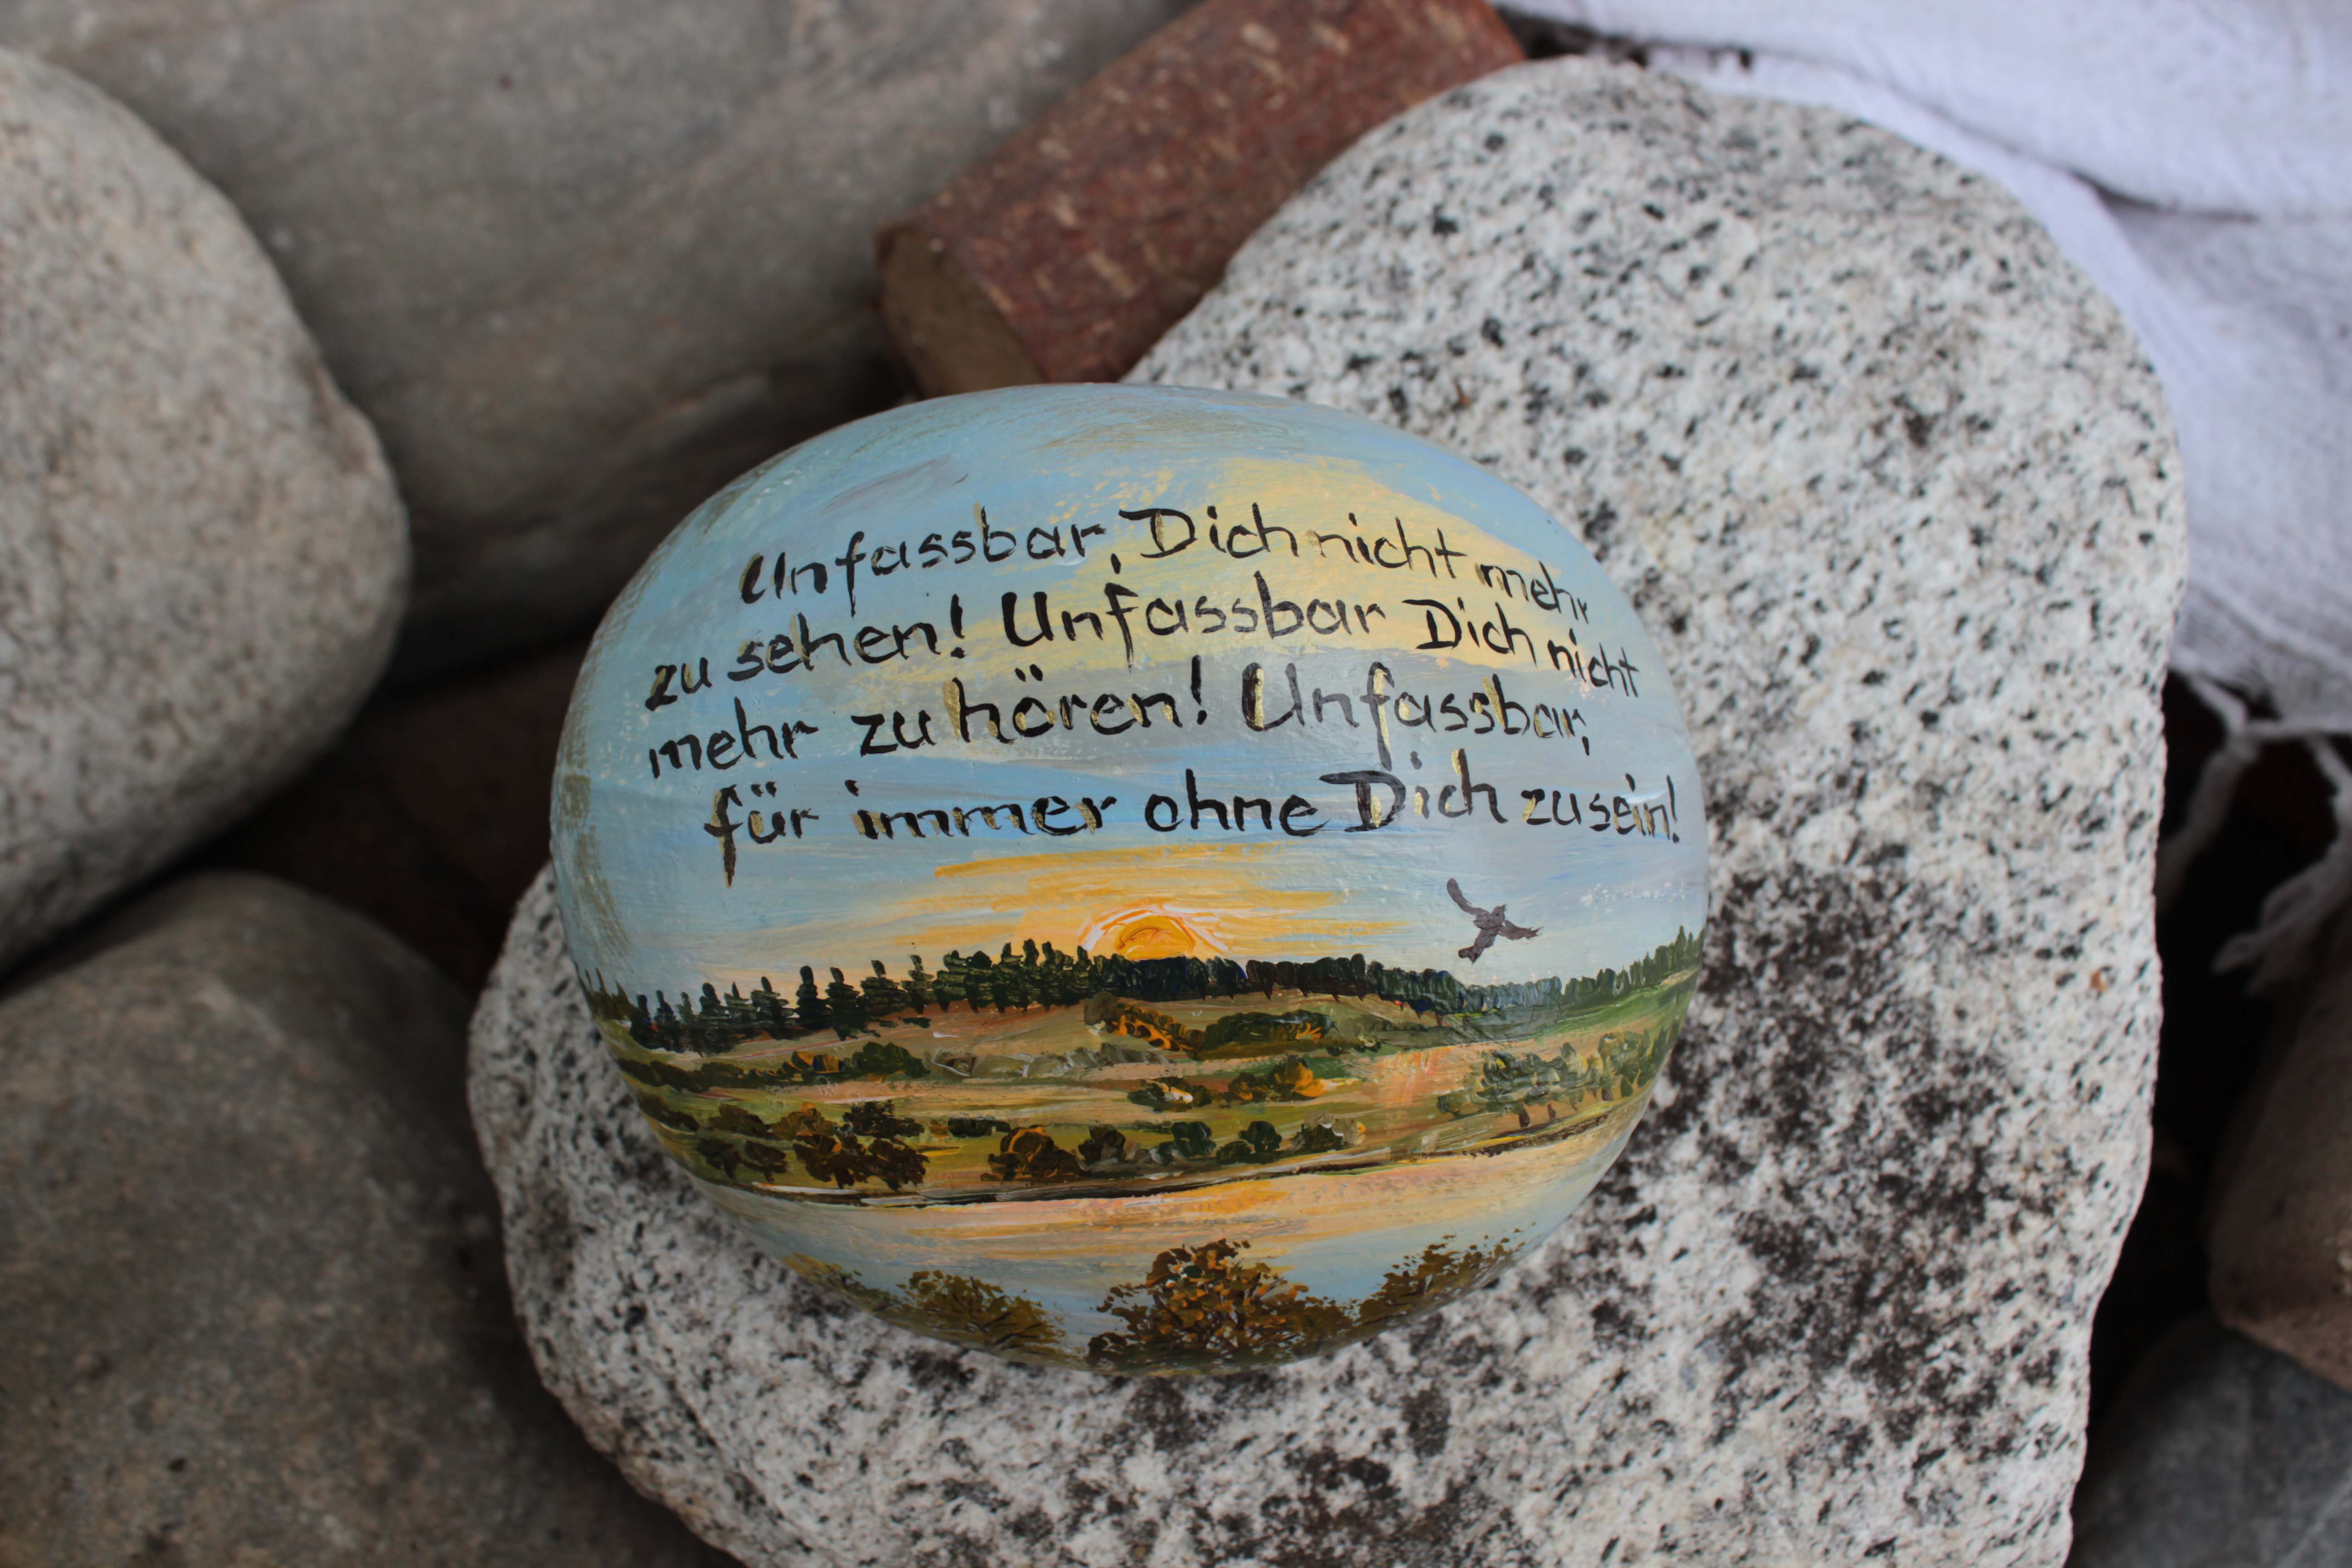 Unfassbar, Dich nicht mehr
zu sehen! Unfassbar Dich nicht
mehr zu hören! Unfassbar,
für immer ohne Dich zu sein!